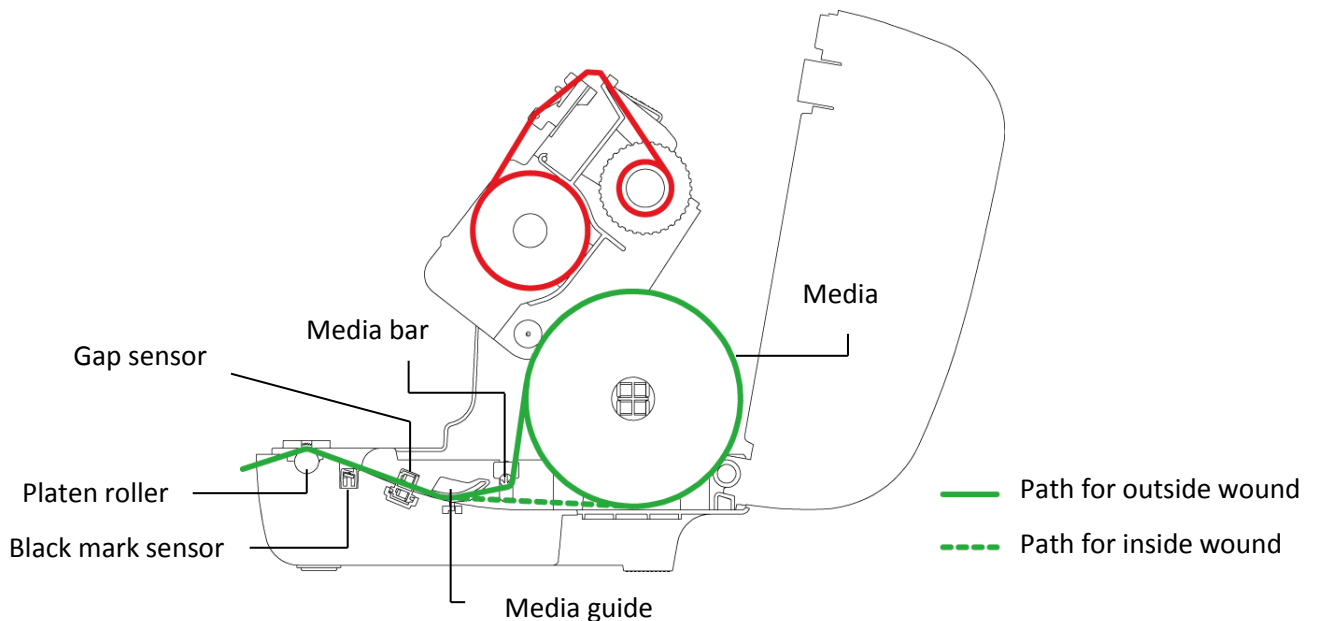 Media
Media bar
Gap sensor
Platen roller
Path for outside wound
Black mark sensor
Path for inside wound
Media guide